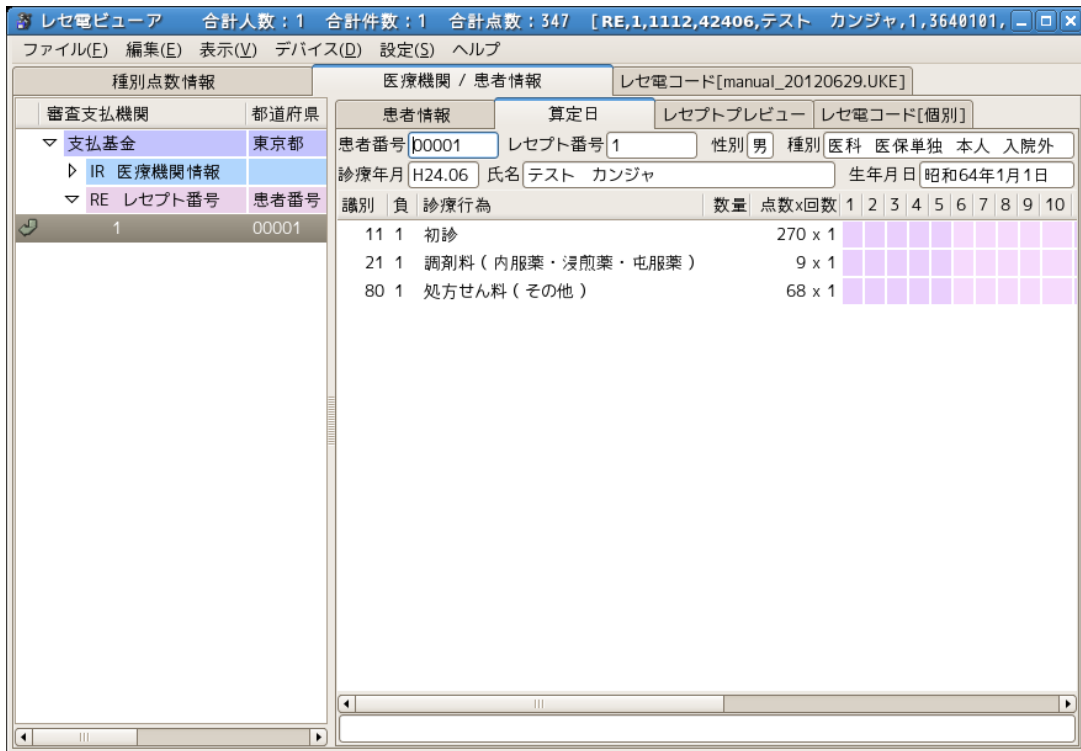 レセ電ビューア 合計人数：1 合計件数：1 合計点数：347 [RE,1,1112,42406,テスト カンジャ,1,3640101,
ファイル(F) 編集(E) 表示(V) デバイス(D) 設定(S) ヘルプ
種別点数情報 医療機関 / 患者情報 レセ電コード[manual_20120629.UKE]
審査支払機関 都道府県
支払基金 東京都
IR 医療機関情報
RE レセプト番号 患者番号
1 00001
患者情報 算定日 レセプトプレビュー レセ電コード[個別]
患者番号 00001 レセプト番号 1 性別 男 種別 医科 医保単独 本人 入院外
診療年月 H24.06 氏名 テスト カンジャ 生年月日 昭和64年1月1日
識別 負 診療行為 数量 点数x回数 1 2 3 4 5 6 7 8 9 10
11 1 初診 270 x 1
21 1 調剤料 ( 内服薬・浸煎薬・屯服薬 ) 9 x 1
80 1 処方せん料 ( その他 ) 68 x 1